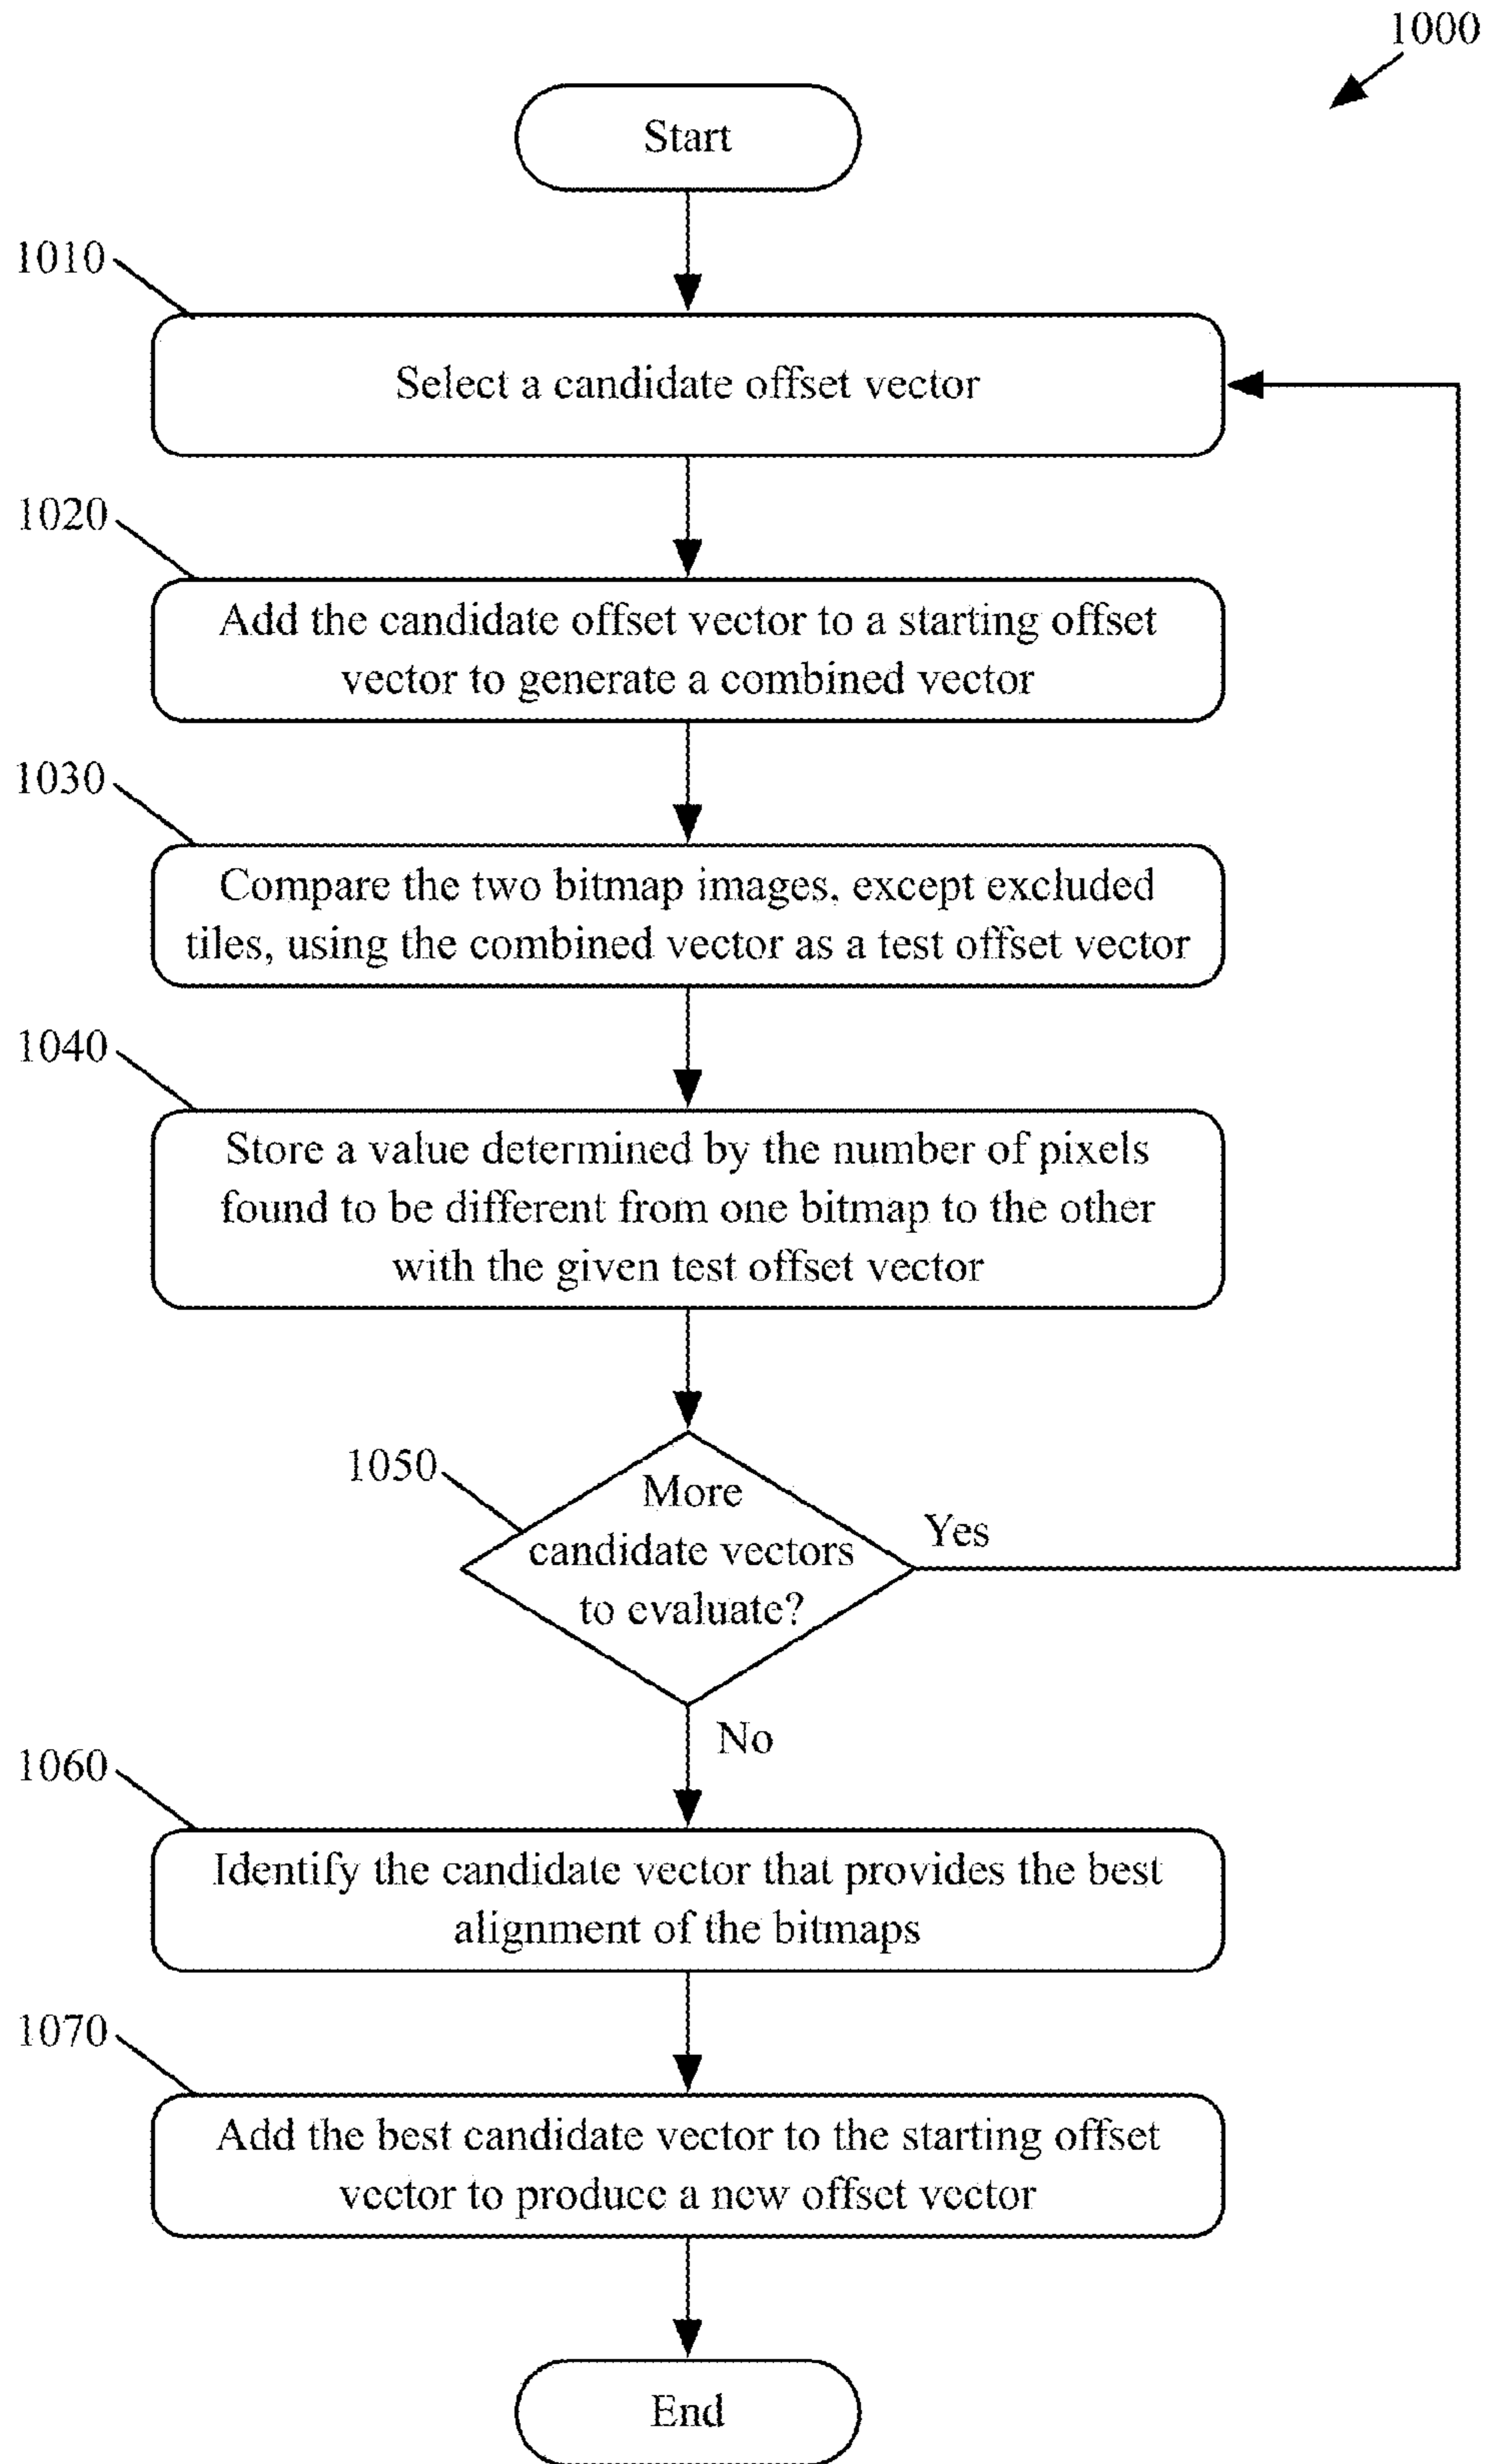 1000
Start
1010
Select a candidate offset vector
1020
Add the candidate offset vector to a starting offset
vector to generate a combined vector
1030
Compare the two bitmap images, except excluded
tiles, using the combined vector as a test offset vector
1040
Store a value determined by the number of pixels
found to be different from one bitmap to the other
with the given test offset vector
1050
More
candidate vectors
to evaluate?
Yes
No
1060
Identify the candidate vector that provides the best
alignment of the bitmaps
1070
Add the best candidate vector to the starting offset
vector to produce a new offset vector
End